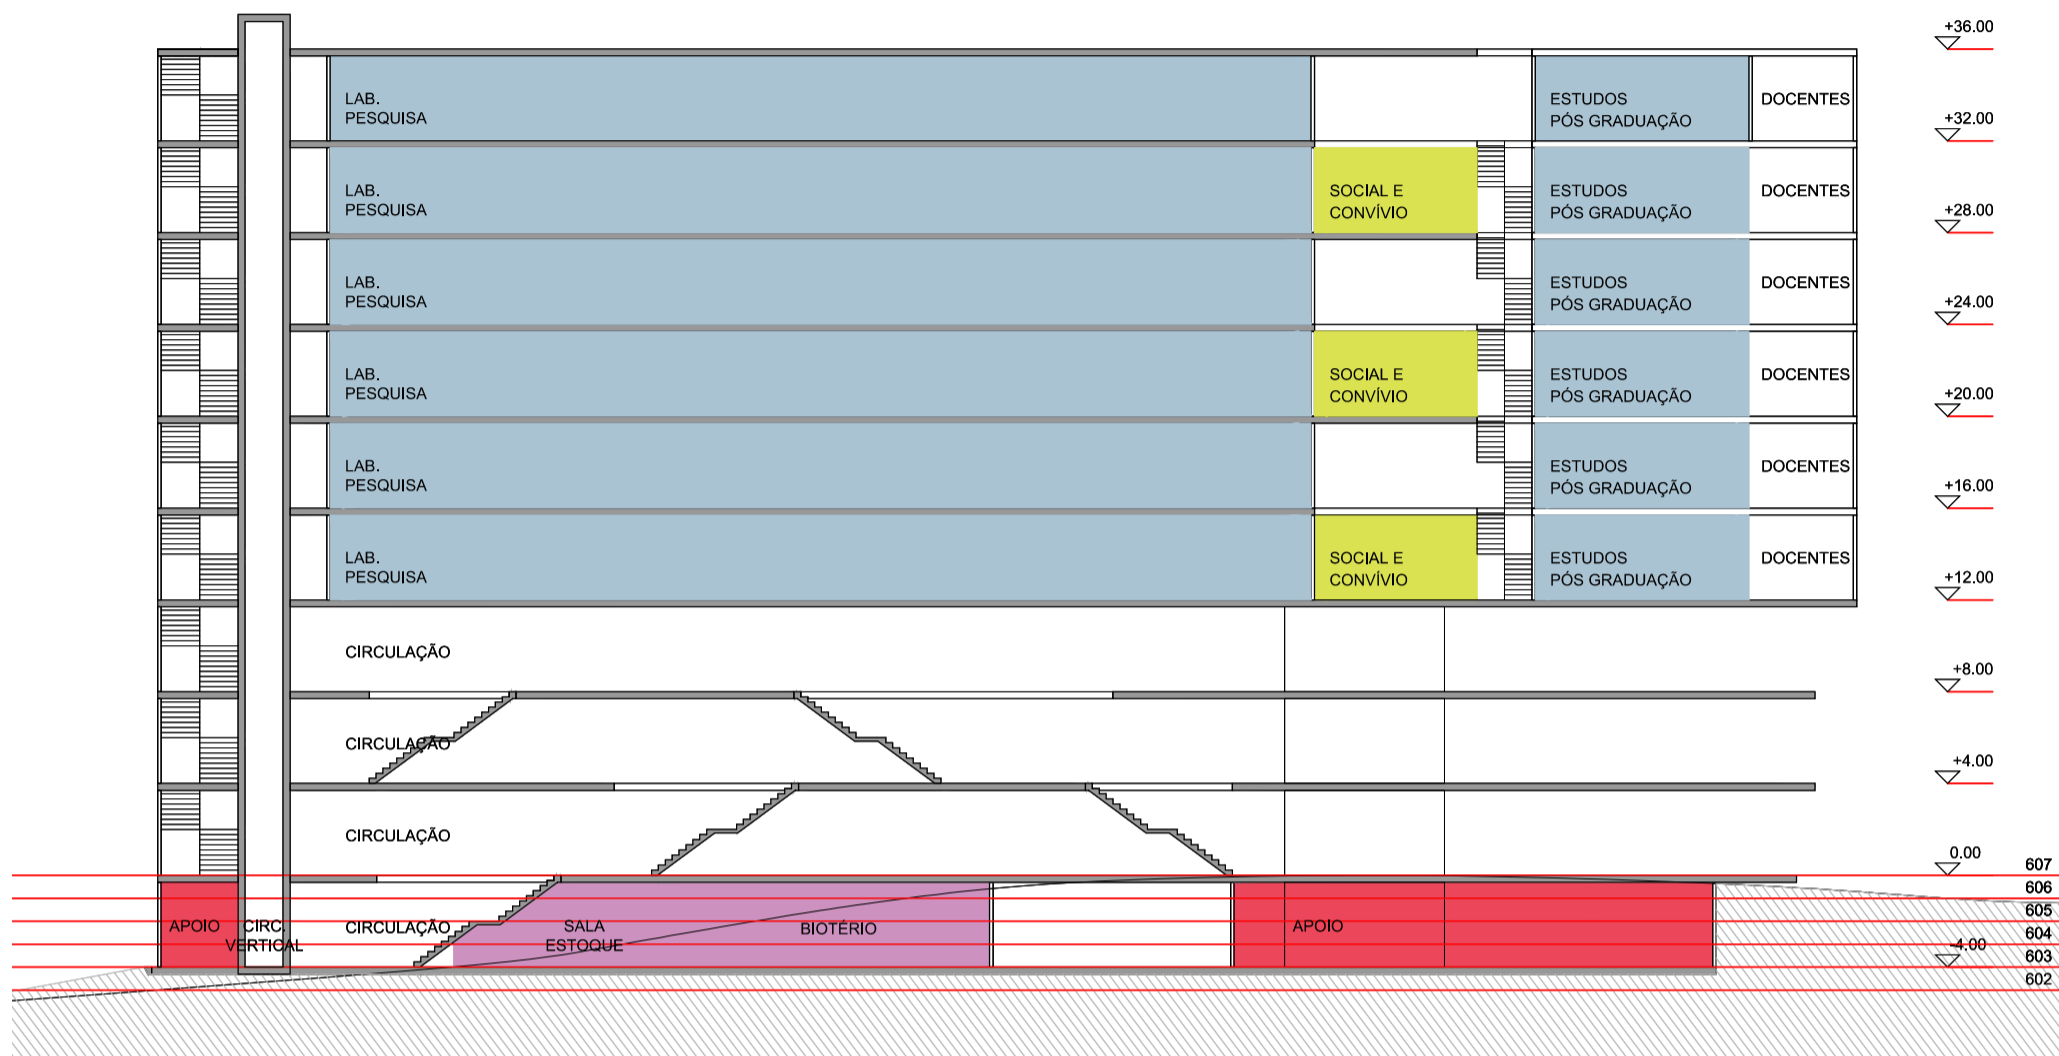 +36.00
LAB.
PESQUISA
ESTUDOS
PÓS GRADUAÇÃO
DOCENTES
+32.00
LAB.
PESQUISA
SOCIAL E
CONVÍVIO
ESTUDOS
PÓS GRADUAÇÃO
DOCENTES
+28.00
LAB.
PESQUISA
ESTUDOS
PÓS GRADUAÇÃO
DOCENTES
+24.00
LAB.
PESQUISA
SOCIAL E
CONVÍVIO
ESTUDOS
PÓS GRADUAÇÃO
DOCENTES
+20.00
LAB.
PESQUISA
ESTUDOS
PÓS GRADUAÇÃO
DOCENTES
+16.00
LAB.
PESQUISA
SOCIAL E
CONVÍVIO
ESTUDOS
PÓS GRADUAÇÃO
DOCENTES
+12.00
CIRCULAÇÃO
+8.00
CIRCULAÇÃO
+4.00
CIRCULAÇÃO
0.00
607
606
605
604
603
602
APOIO
CIRC.
VERTICAL
CIRCULAÇÃO
SALA
ESTOQUE
BIOTÉRIO
APOIO
-4.00